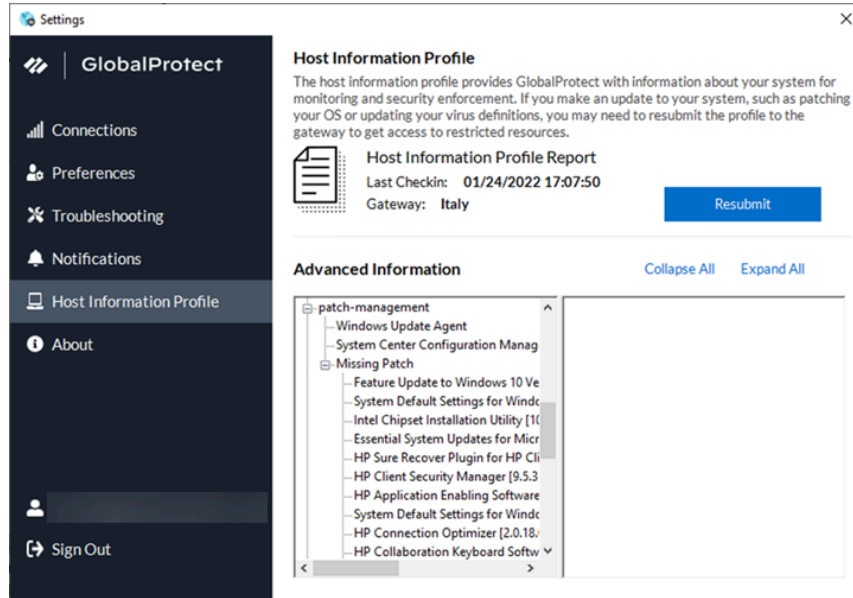 Settings
GlobalProtect
Connections
Preferences
Troubleshooting
Notifications
Host Information Profile
About
Sign Out
Host Information Profile
The host information profile provides GlobalProtect with information about your system for
monitoring and security enforcement. If you make an update to your system, such as patching
your OS or updating your virus definitions, you may need to resubmit the profile to the
gateway to get access to restricted resources.
Host Information Profile Report
Last Checkin: 01/24/2022 17:07:50
Gateway: Italy
Resubmit
Advanced Information
Collapse All Expand All
patch-management
Windows Update Agent
System Center Configuration Manag
Missing Patch
Feature Update to Windows 10 Ve
System Default Settings for Windo
Intel Chipset Installation Utility [10
Essential System Updates for Micr
HP Sure Recover Plugin for HP Cli
HP Client Security Manager [9.5.3
HP Application Enabling Software
System Default Settings for Windo
HP Connection Optimizer [2.0.18.
HP Collaboration Keyboard Softw